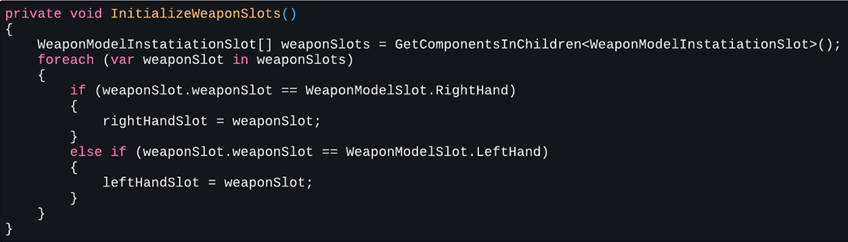 private void InitializeWeaponSlots()
{
    WeaponModelInstatiationSlot[] weaponSlots = GetComponentsInChildren<WeaponModelInstatiationSlot>();
    foreach (var weaponSlot in weaponSlots)
    {
        if (weaponSlot.weaponSlot == WeaponModelSlot.RightHand)
        {
            rightHandSlot = weaponSlot;
        }
        else if (weaponSlot.weaponSlot == WeaponModelSlot.LeftHand)
        {
            leftHandSlot = weaponSlot;
        }
    }
}